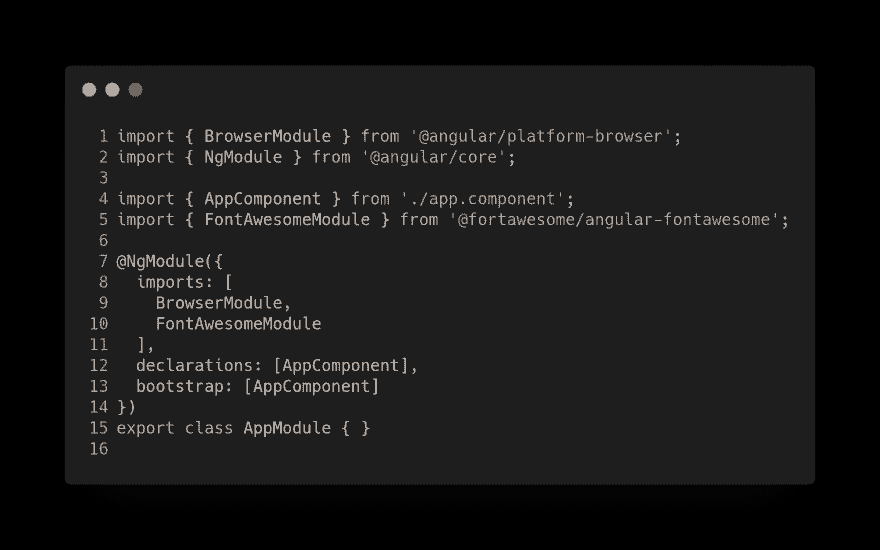 1 import { BrowserModule } from '@angular/platform-browser';
2 import { NgModule } from '@angular/core';
3
4 import { AppComponent } from './app.component';
5 import { FontAwesomeModule } from '@fortawesome/angular-fontawesome';
6
7 @NgModule({
8   imports: [
9     BrowserModule,
10     FontAwesomeModule
11   ],
12   declarations: [AppComponent],
13   bootstrap: [AppComponent]
14 })
15 export class AppModule { }
16